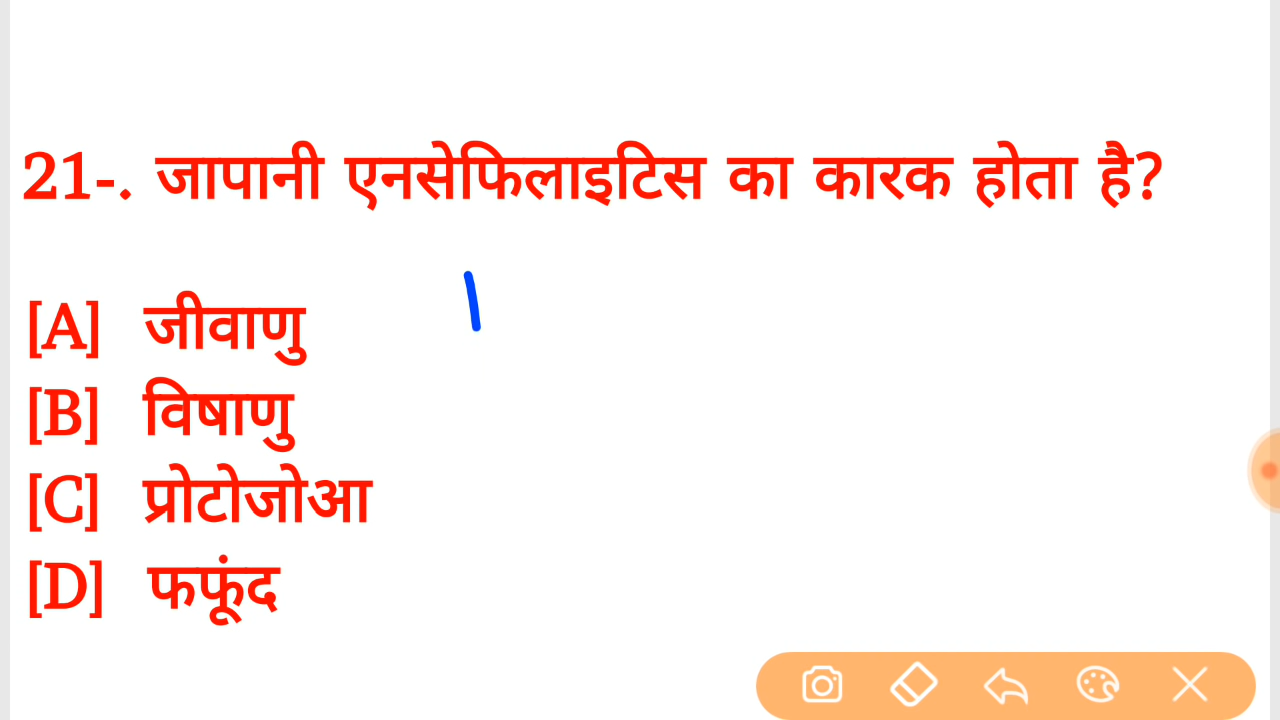 21-. जापानी एनसेफिलाइटिस का कारक होता है?
[A] जीवाणु
[B] विषाणु
[C] प्रोटोजोआ
[D] फफूंद